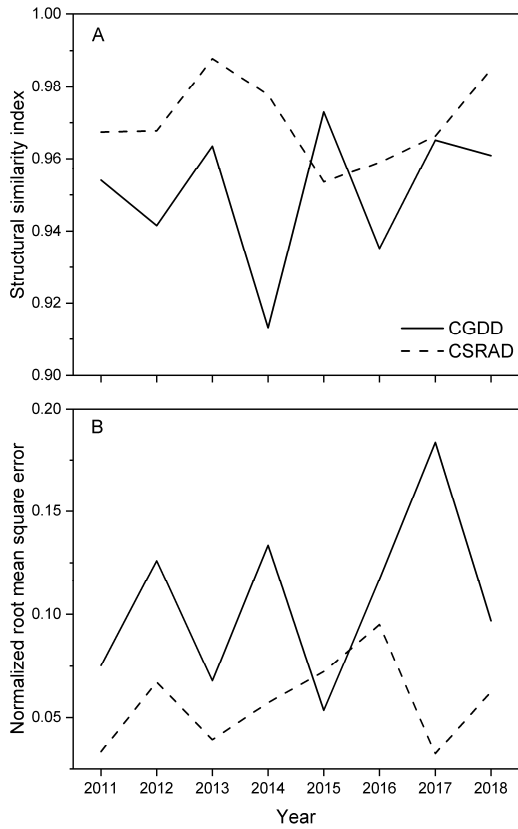 1.00
A
0.98
0.96
0.94
0.92
0.90
Structural similarity index
CGDD
CSRAD
0.20
B
0.15
0.10
0.05
Normalized root mean square error
2011 2012 2013 2014 2015 2016 2017 2018
Year